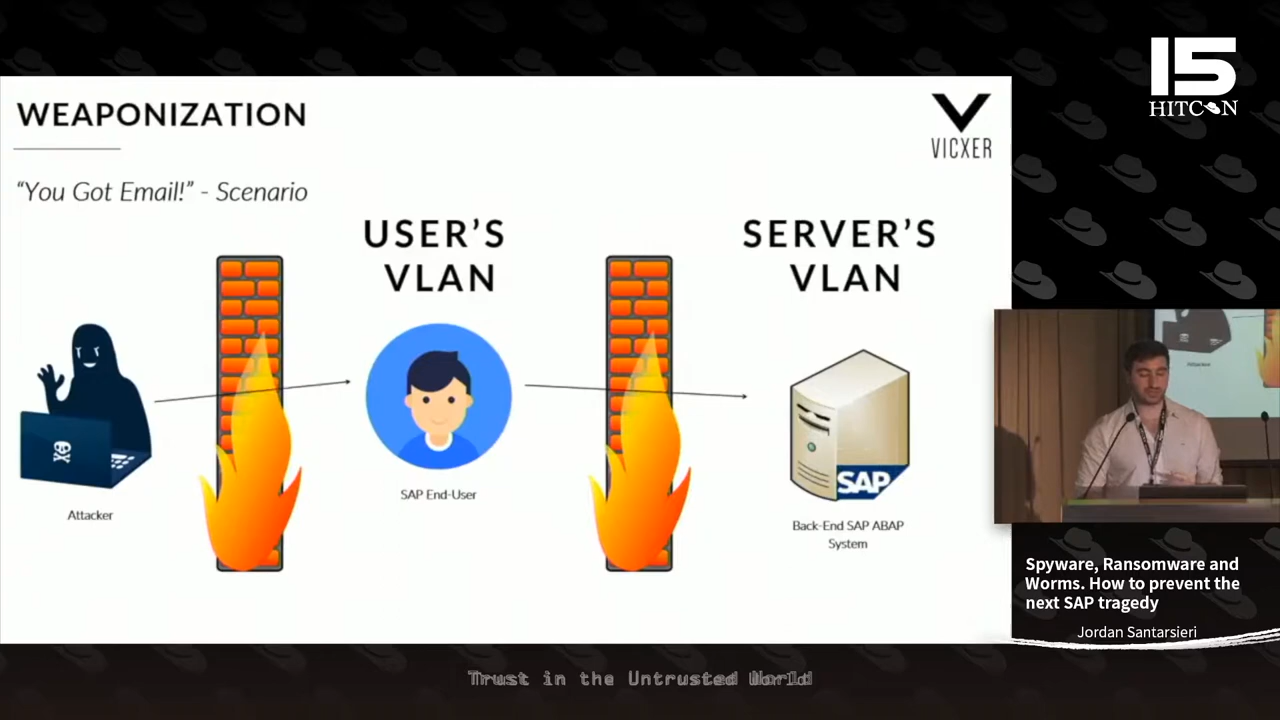 WEAPONIZATION
VICXER
“You Got Email!” - Scenario
USER’S
VLAN
SERVER’S
VLAN
SAP End-User
Attacker
SAP
Back-End SAP ABAP
System
15
HITCON
Attacker
Spyware, Ransomware and
Worms. How to prevent the
next SAP tragedy
Jordan Santarsieri
Trust in the Untrusted World